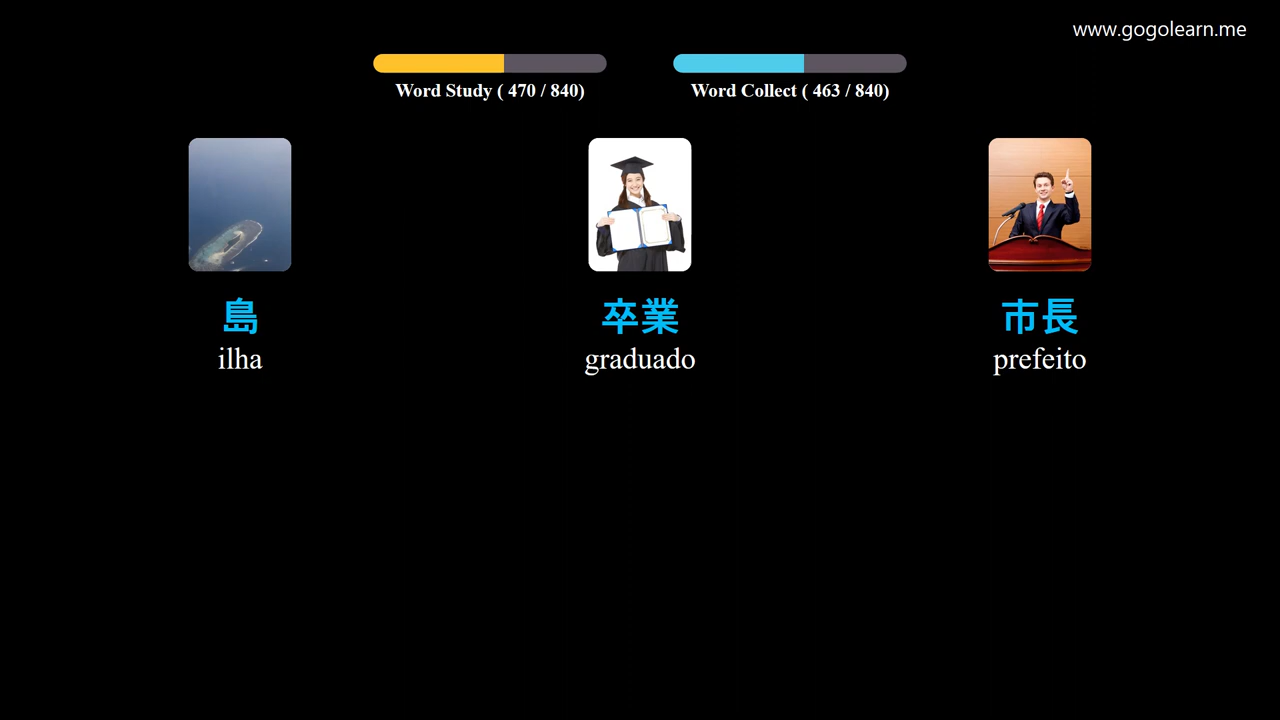 www.gogolearn.me
Word Study ( 470 / 840)
Word Collect ( 463 / 840)
島
卒業
市長
ilha
graduado
prefeito